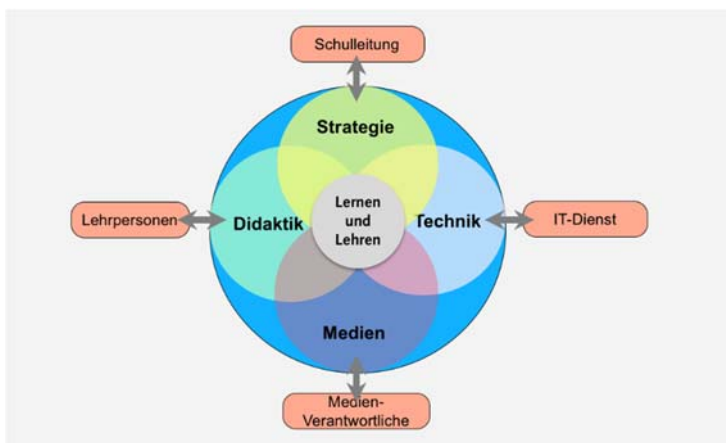 Schulleitung
Strategie
Lehrpersonen
Didaktik
Lernen
und
Lehren
Technik
IT-Dienst
Medien
Medien-
Verantwortliche